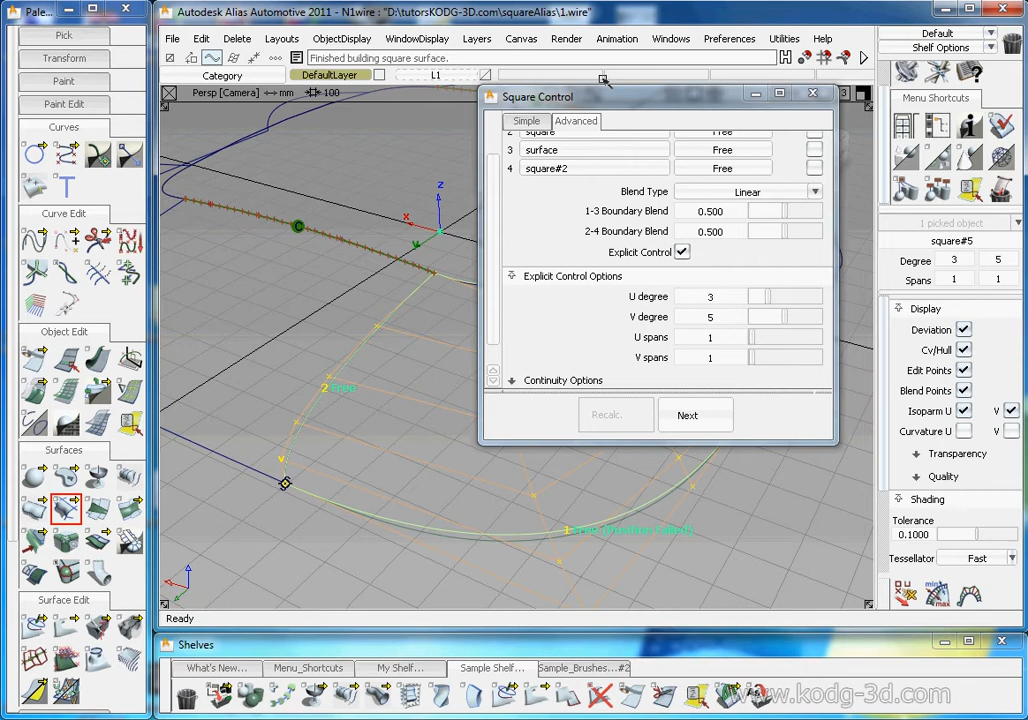 Pale...
Autodesk Alias Automotive 2011 - N1wire : "D:\tutorsKODG-3D.com\squareAlias\1.wire"
Pick
File Edit Delete Layouts ObjectDisplay WindowDisplay Layers Canvas Render Animation Windows Preferences Utilities Help
Default
Shelf Options
Transform
Finished building square surface.
Category DefaultLayer L1
Paint
Persp [Camera] mm 100
3
Square Control
Menu Shortcuts
Paint Edit
Simple Advanced
Curves
2 square Free
3 surface Free
4 square#2 Free
Blend Type Linear
1-3 Boundary Blend 0.500
2-4 Boundary Blend 0.500
Explicit Control
Explicit Control Options
U degree 3
V degree 5
U spans 1
V spans 1
Continuity Options
Recalc. Next
Curve Edit
z
x
v
C
1 picked object
square#5
Degree 3 5
Spans 1 1
Display
Deviation
Cv/Hull
Edit Points
Blend Points
Isoparm U V
Curvature U V
Transparency
Quality
Shading
Tolerance
0.1000
Tessellator Fast
Object Edit
2 Free
v
Surfaces
1 Free (Position Failed)
Surface Edit
Ready
Shelves
What's New... Menu_Shortcuts My Shelf... Sample Shelf... Sample_Brushes...#2
www.kodg-3d.com